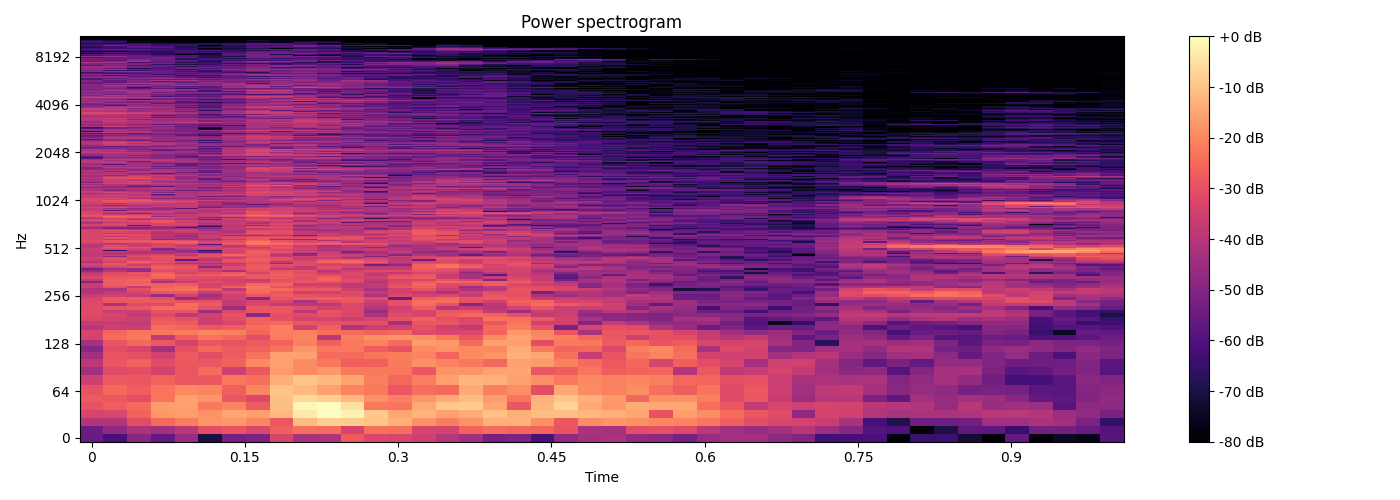 Power spectrogram
Hz
8192
4096
2048
1024
512
256
128
64
0
0 0.15 0.3 0.45 0.6 0.75 0.9
Time
+0 dB
-10 dB
-20 dB
-30 dB
-40 dB
-50 dB
-60 dB
-70 dB
-80 dB